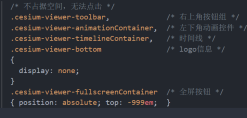 /* 不占据空间，无法点击 */
.cesium-viewer-toolbar, /* 右上角按钮组 */
.cesium-viewer-animationContainer, /* 左下角动画控件 */
.cesium-viewer-timelineContainer, /* 时间线 */
.cesium-viewer-bottom /* logo信息 */
{
display: none;
}
.cesium-viewer-fullscreenContainer /* 全屏按钮 */
{ position: absolute; top: -999em; }